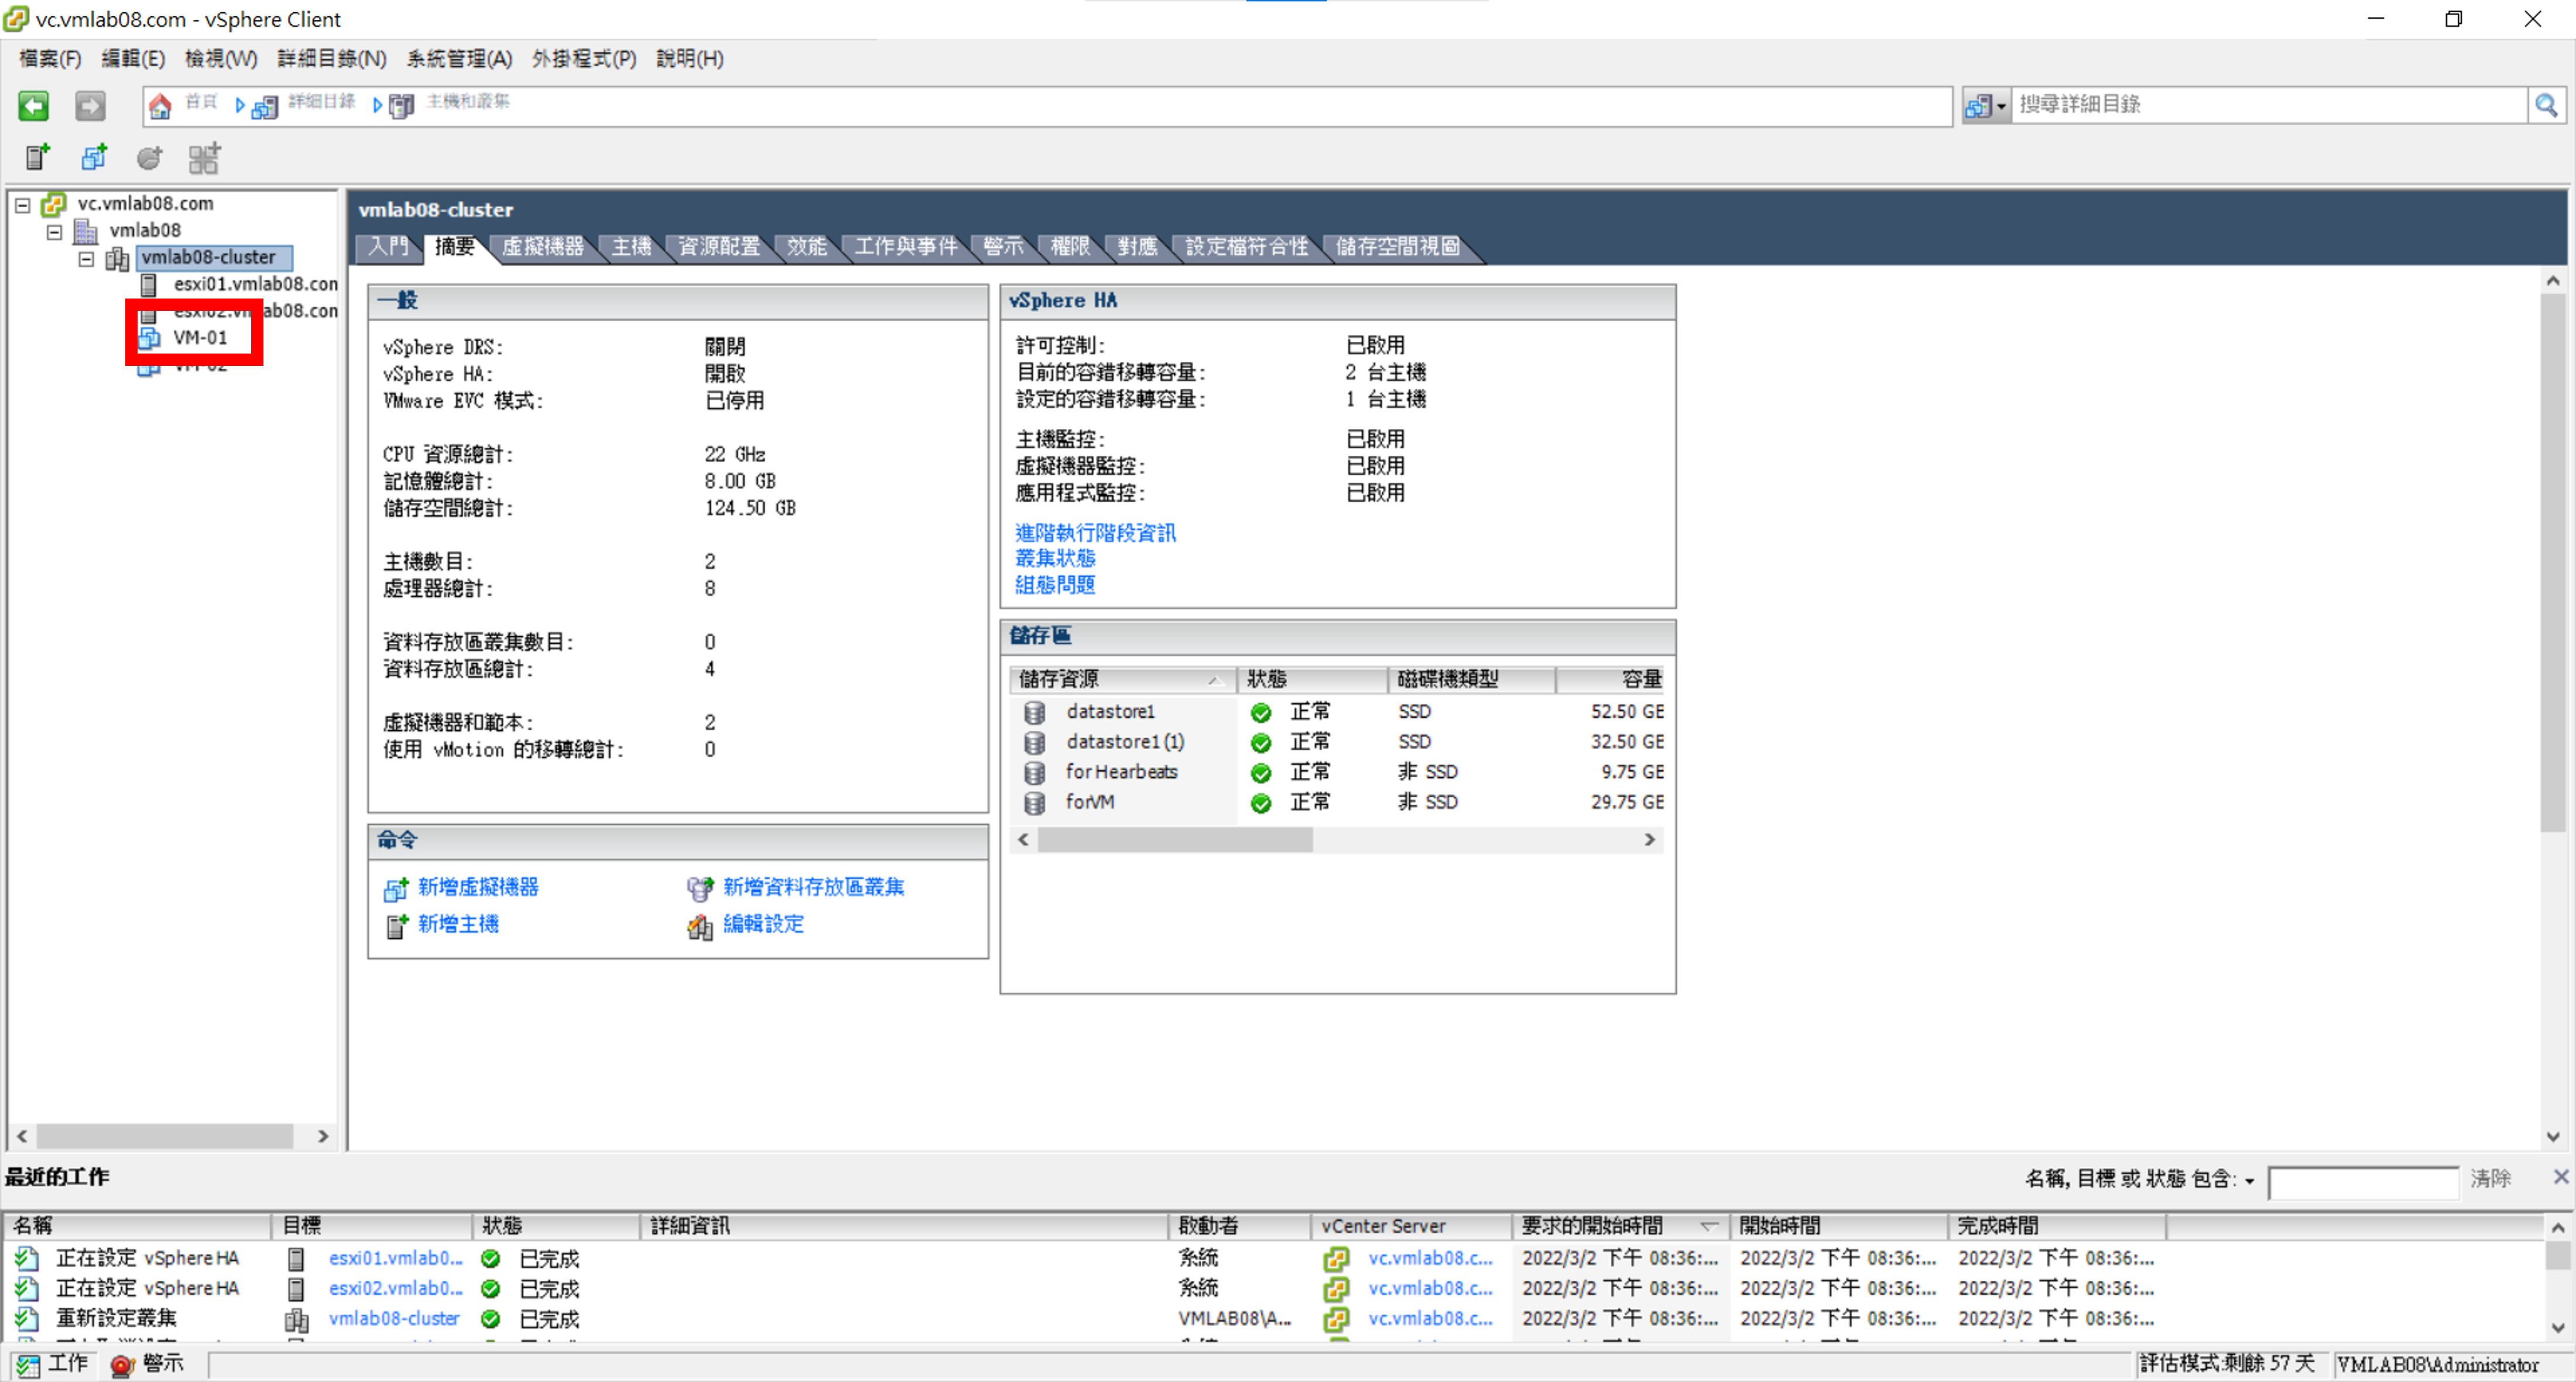 vc.vmlab08.com - vSphere Client
檔案(F) 編輯(E) 檢視(W) 詳細目錄(N) 系統管理(A) 外掛程式(P) 說明(H)
首頁 詳細目錄 主機和叢集
搜尋詳細目錄
vc.vmlab08.com
vmlab08
vmlab08-cluster
esxi01.vmlab08.con
esxi02.vmlab08.con
VM-01
VM-02
vmlab08-cluster
入門 摘要 虛擬機器 主機 資源配置 效能 工作與事件 警示 權限 對應 設定檔符合性 儲存空間視圖
一般
vSphere DRS: 關閉
vSphere HA: 開啟
VMware EVC 模式: 已停用
CPU 資源總計: 22 GHz
記憶體總計: 8.00 GB
儲存空間總計: 124.50 GB
主機數目: 2
處理器總計: 8
資料存放區叢集數目: 0
資料存放區總計: 4
虛擬機器和範本: 2
使用 vMotion 的移轉總計: 0
命令
新增虛擬機器 新增資料存放區叢集
新增主機 編輯設定
vSphere HA
許可控制: 已啟用
目前的容錯移轉容量: 2 台主機
設定的容錯移轉容量: 1 台主機
主機監控: 已啟用
虛擬機器監控: 已啟用
應用程式監控: 已啟用
進階執行階段資訊
叢集狀態
組態問題
儲存區
儲存資源 狀態 磁碟機類型 容量
datastore1 正常 SSD 52.50 GB
datastore1 (1) 正常 SSD 32.50 GB
for Hearbeats 正常 非 SSD 9.75 GB
forVM 正常 非 SSD 29.75 GB
最近的工作
名稱, 目標 或 狀態 包含: 清除
名稱 目標 狀態 詳細資訊 啟動者 vCenter Server 要求的開始時間 開始時間 完成時間
正在設定 vSphere HA esxi01.vmlab0... 已完成 系統 vc.vmlab08.c... 2022/3/2 下午 08:36:... 2022/3/2 下午 08:36:... 2022/3/2 下午 08:36:...
正在設定 vSphere HA esxi02.vmlab0... 已完成 系統 vc.vmlab08.c... 2022/3/2 下午 08:36:... 2022/3/2 下午 08:36:... 2022/3/2 下午 08:36:...
重新設定叢集 vmlab08-cluster 已完成 VMLAB08\A... vc.vmlab08.c... 2022/3/2 下午 08:36:... 2022/3/2 下午 08:36:... 2022/3/2 下午 08:36:...
工作 警示
評估模式:剩餘 57 天 VMLAB08\Administrator